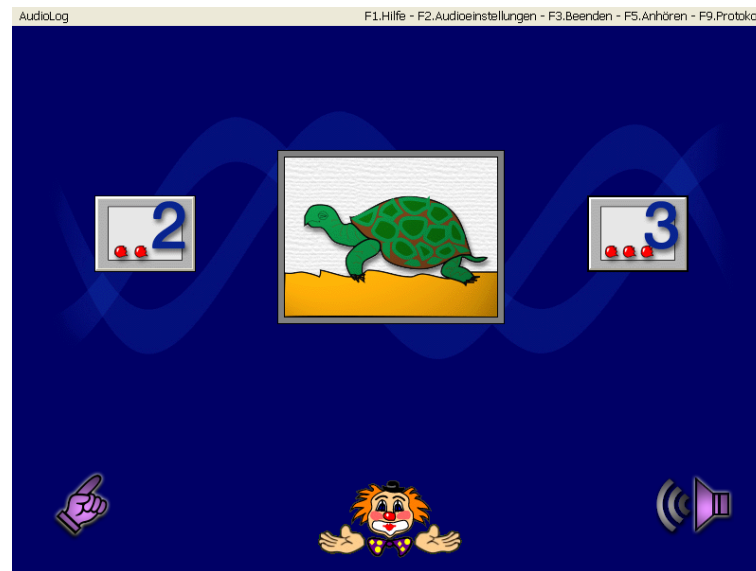 AudioLog F1.Hilfe - F2.Audioeinstellungen - F3.Beenden - F5.Anhören - F9.Protoko
2 3